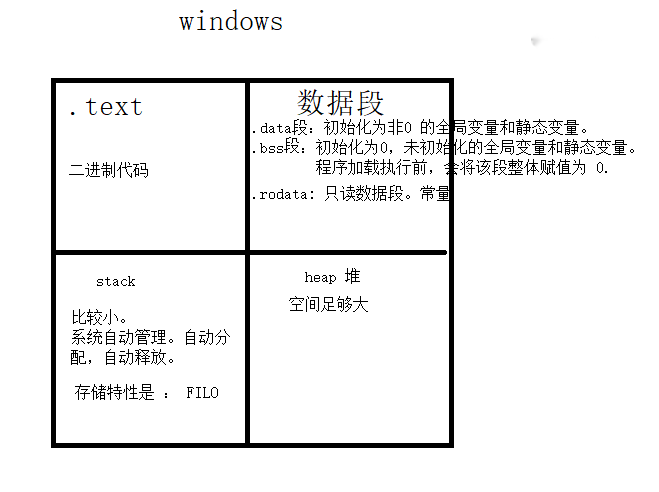 windows
.text
二进制代码
数据段
.data段: 初始化为非0 的全局变量和静态变量。
.bss段: 初始化为0, 未初始化的全局变量和静态变量。
程序加载执行前, 会将该段整体赋值为 0.
.rodata: 只读数据段。常量
stack
比较小。
系统自动管理。自动分
配, 自动释放。
存储特性是 : FILO
heap 堆
空间足够大